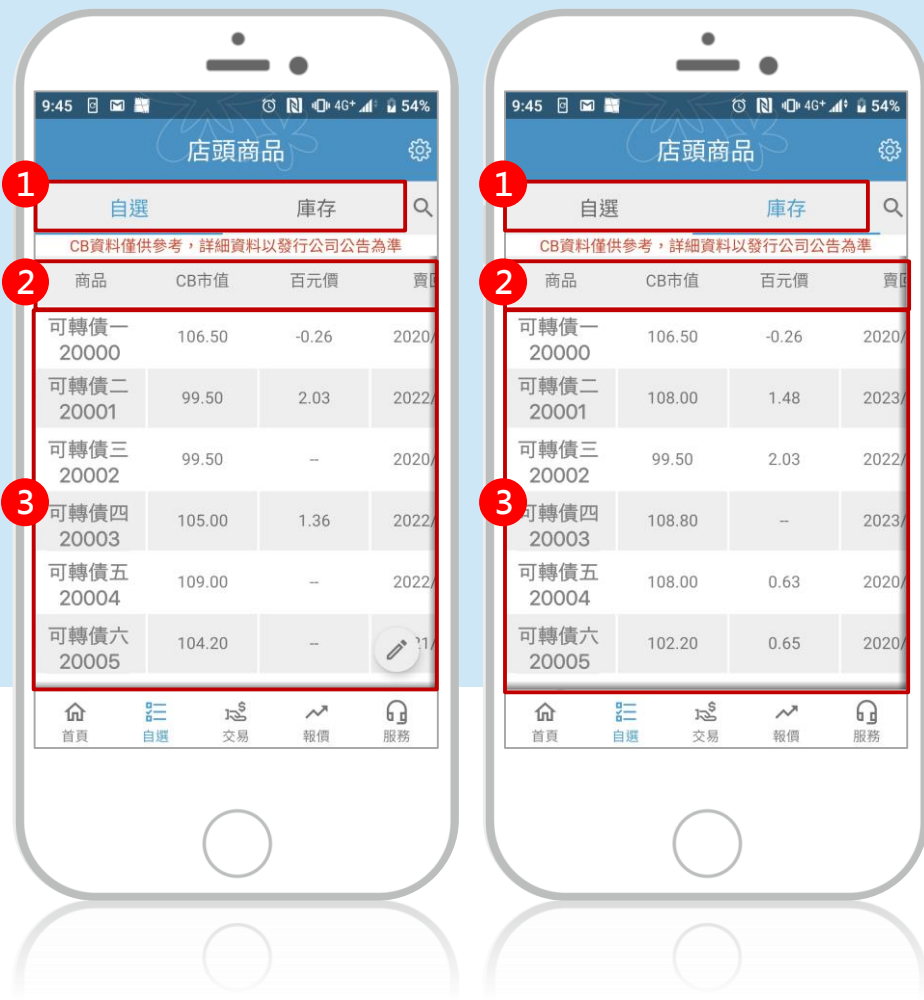 9:45 4G+ 54%
店頭商品
1
自選 庫存
CB資料僅供參考，詳細資料以發行公司公告為準
2
商品 CB市值 百元價 賣
3
可轉債一 106.50 -0.26 2020/
20000
可轉債二 99.50 2.03 2022/
20001
可轉債三 99.50 -- 2020/
20002
可轉債四 105.00 1.36 2022/
20003
可轉債五 109.00 -- 2022/
20004
可轉債六 104.20 -- 21/
20005
首頁 自選 交易 報價 服務
9:45 4G+ 54%
店頭商品
1
自選 庫存
CB資料僅供參考，詳細資料以發行公司公告為準
2
商品 CB市值 百元價 賣
3
可轉債一 106.50 -0.26 2020/
20000
可轉債二 108.00 1.48 2023/
20001
可轉債三 99.50 2.03 2022/
20002
可轉債四 108.80 -- 2023/
20003
可轉債五 108.00 0.63 2020/
20004
可轉債六 102.20 0.65 2020/
20005
首頁 自選 交易 報價 服務